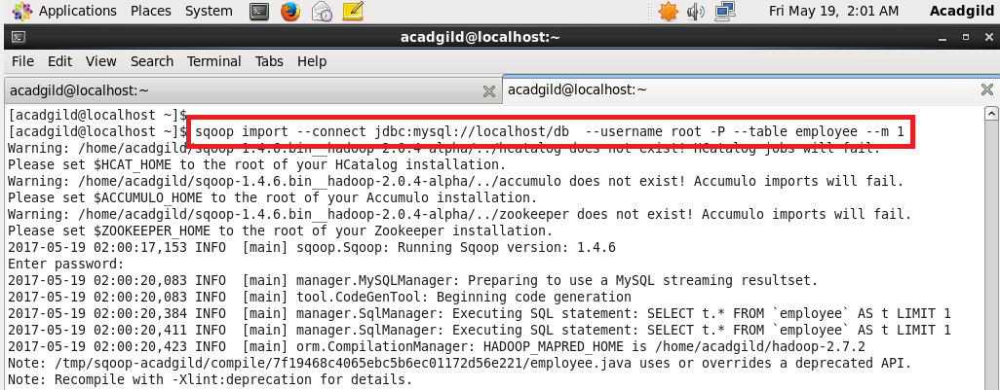 Applications Places System Fri May 19, 2:01 AM Acadgild
acadgild@localhost:~
File Edit View Search Terminal Tabs Help
acadgild@localhost:~ acadgild@localhost:~
[acadgild@localhost ~]$
[acadgild@localhost ~]$ sqoop import --connect jdbc:mysql://localhost/db  --username root -P --table employee --m 1
Warning: /home/acadgild/sqoop-1.4.6.bin__hadoop-2.0.4-alpha/../hcatalog does not exist! HCatalog jobs will fail.
Please set $HCAT_HOME to the root of your HCatalog installation.
Warning: /home/acadgild/sqoop-1.4.6.bin__hadoop-2.0.4-alpha/../accumulo does not exist! Accumulo imports will fail.
Please set $ACCUMULO_HOME to the root of your Accumulo installation.
Warning: /home/acadgild/sqoop-1.4.6.bin__hadoop-2.0.4-alpha/../zookeeper does not exist! Accumulo imports will fail.
Please set $ZOOKEEPER_HOME to the root of your Zookeeper installation.
2017-05-19 02:00:17,153 INFO  [main] sqoop.Sqoop: Running Sqoop version: 1.4.6
Enter password:
2017-05-19 02:00:20,083 INFO  [main] manager.MySQLManager: Preparing to use a MySQL streaming resultset.
2017-05-19 02:00:20,083 INFO  [main] tool.CodeGenTool: Beginning code generation
2017-05-19 02:00:20,384 INFO  [main] manager.SqlManager: Executing SQL statement: SELECT t.* FROM `employee` AS t LIMIT 1
2017-05-19 02:00:20,411 INFO  [main] manager.SqlManager: Executing SQL statement: SELECT t.* FROM `employee` AS t LIMIT 1
2017-05-19 02:00:20,423 INFO  [main] orm.CompilationManager: HADOOP_MAPRED_HOME is /home/acadgild/hadoop-2.7.2
Note: /tmp/sqoop-acadgild/compile/7f19468c4065ebc5b6ec01172d56e221/employee.java uses or overrides a deprecated API.
Note: Recompile with -Xlint:deprecation for details.